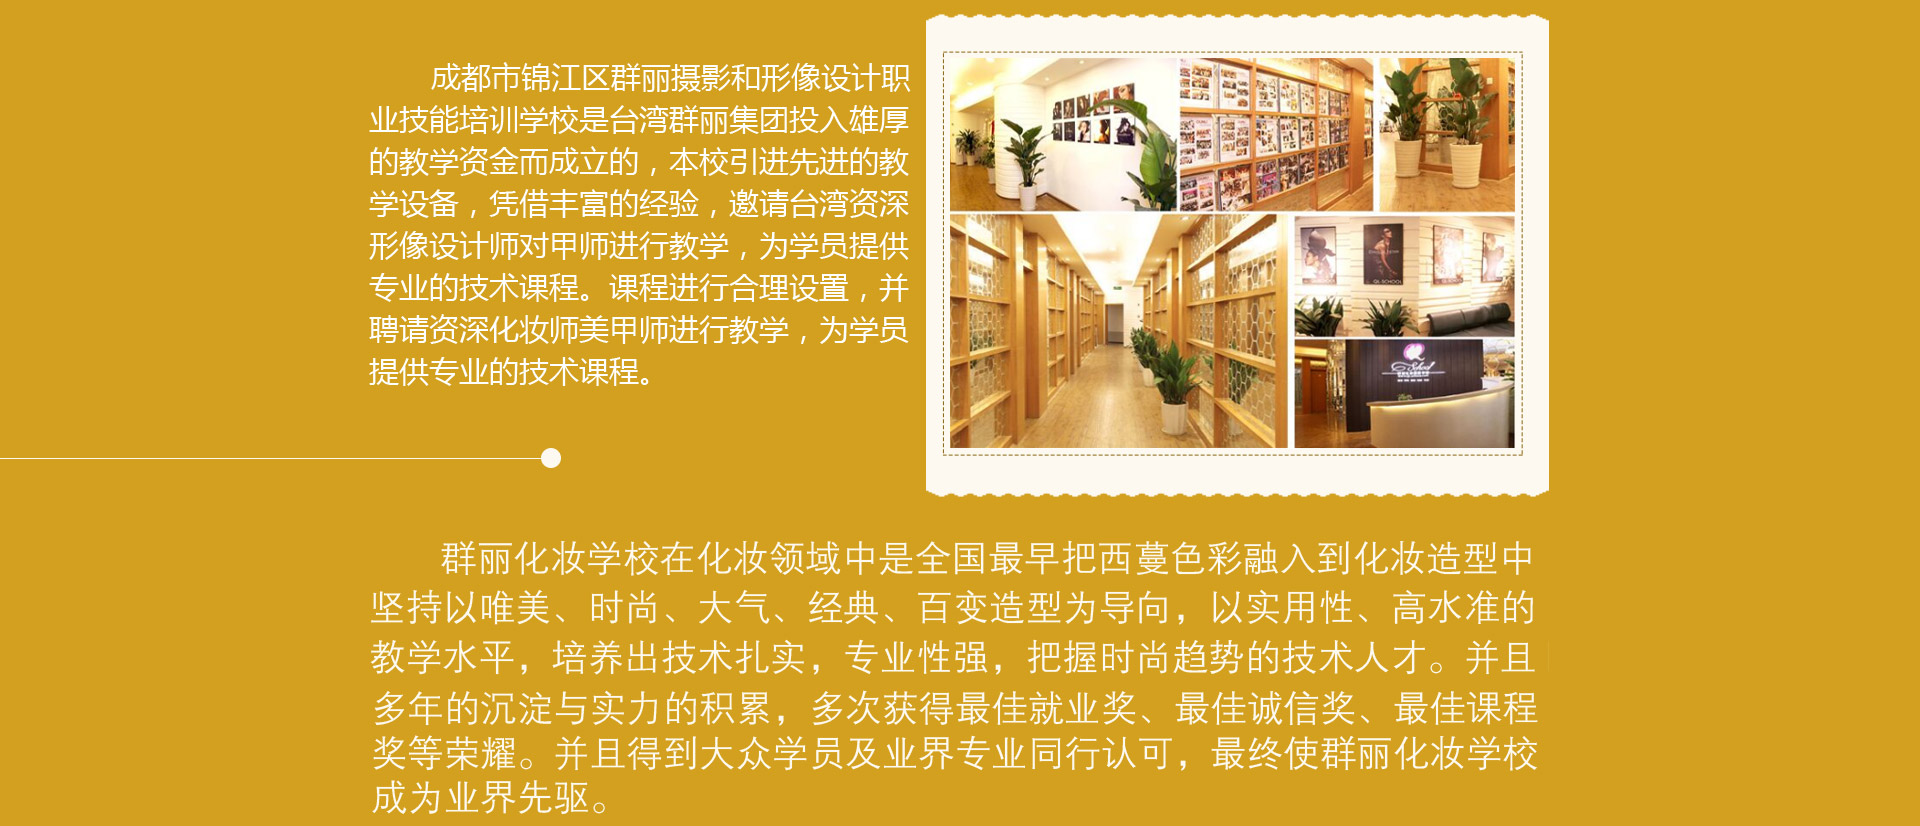 成都市锦江区群丽摄影和形像设计职
业技能培训学校是台湾群丽集团投入雄厚
的教学资金而成立的，本校引进先进的教
学设备，凭借丰富的经验，邀请台湾资深
形像设计师对甲师进行教学，为学员提供
专业的技术课程。课程进行合理设置，并
聘请资深化妆师美甲师进行教学，为学员
提供专业的技术课程。
QL SCHOOL
QL SCHOOL
School
群丽化妆学校在化妆领域中是全国最早把西蔓色彩融入到化妆造型中
坚持以唯美、时尚、大气、经典、百变造型为导向，以实用性、高水准的
教学水平，培养出技术扎实，专业性强，把握时尚趋势的技术人才。并且
多年的沉淀与实力的积累，多次获得最佳就业奖、最佳诚信奖、最佳课程
奖等荣耀。并且得到大众学员及业界专业同行认可，最终使群丽化妆学校
成为业界先驱。